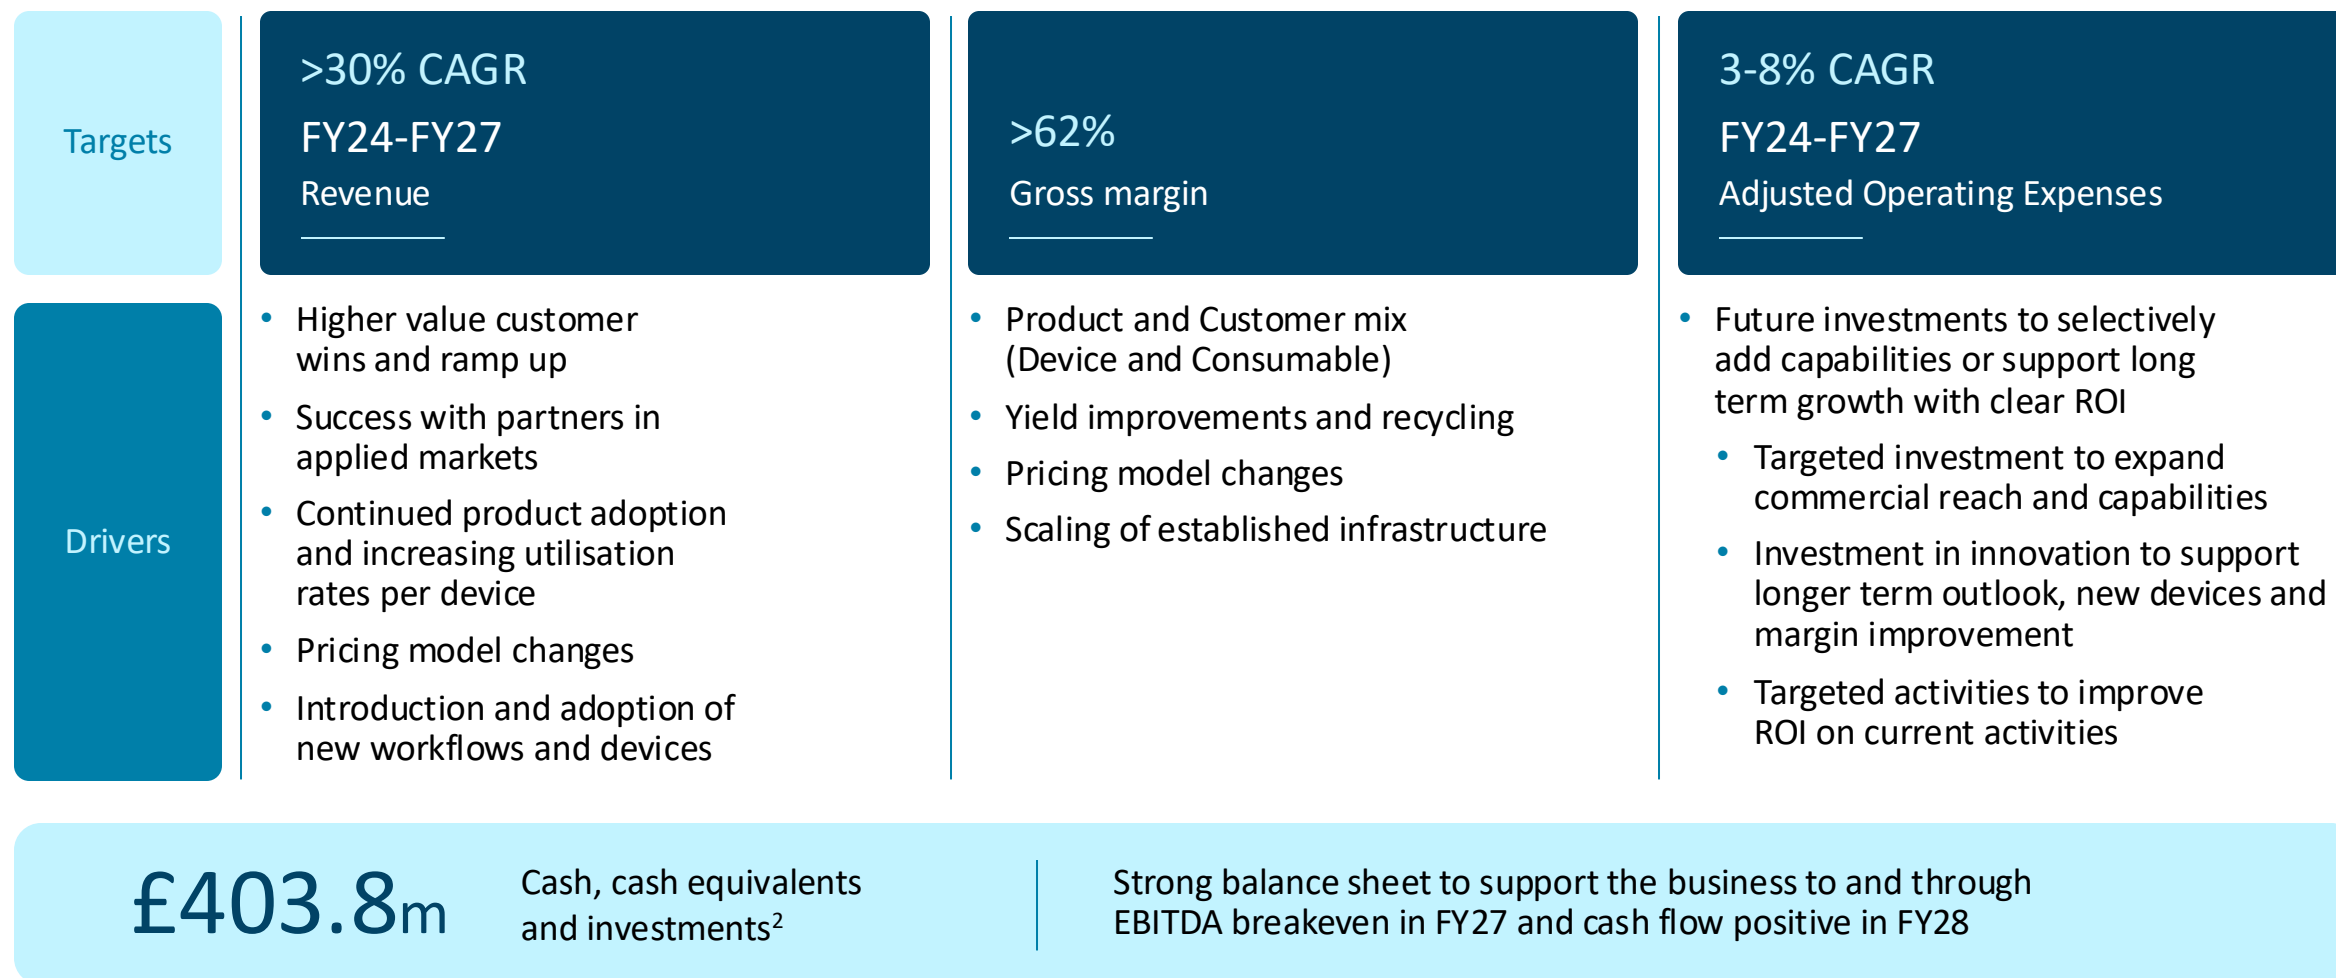 Targets
>30% CAGR
FY24-FY27
Revenue
>62%
Gross margin
3-8% CAGR
FY24-FY27
Adjusted Operating Expenses
Drivers
• Higher value customer
wins and ramp up
• Success with partners in
applied markets
• Continued product adoption
and increasing utilisation
rates per device
• Pricing model changes
• Introduction and adoption of
new workflows and devices
• Product and Customer mix
(Device and Consumable)
• Yield improvements and recycling
• Pricing model changes
• Scaling of established infrastructure
• Future investments to selectively
add capabilities or support long
term growth with clear ROI
• Targeted investment to expand
commercial reach and capabilities
• Investment in innovation to support
longer term outlook, new devices and
margin improvement
• Targeted activities to improve
ROI on current activities
£403.8m
Cash, cash equivalents
and investments²
Strong balance sheet to support the business to and through
EBITDA breakeven in FY27 and cash flow positive in FY28